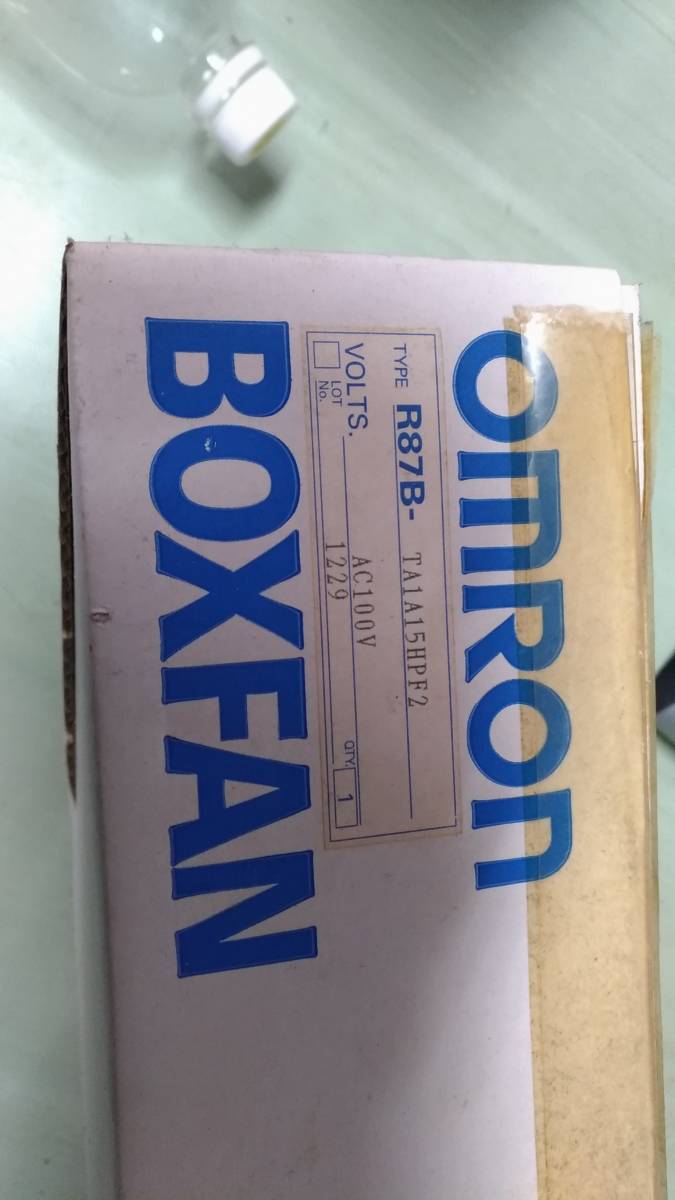 OMRON
TYPE R87B- TA1A15HPF2
VOLTS. AC100V
LOT No. 1229 QTY. 1
BOXFAN